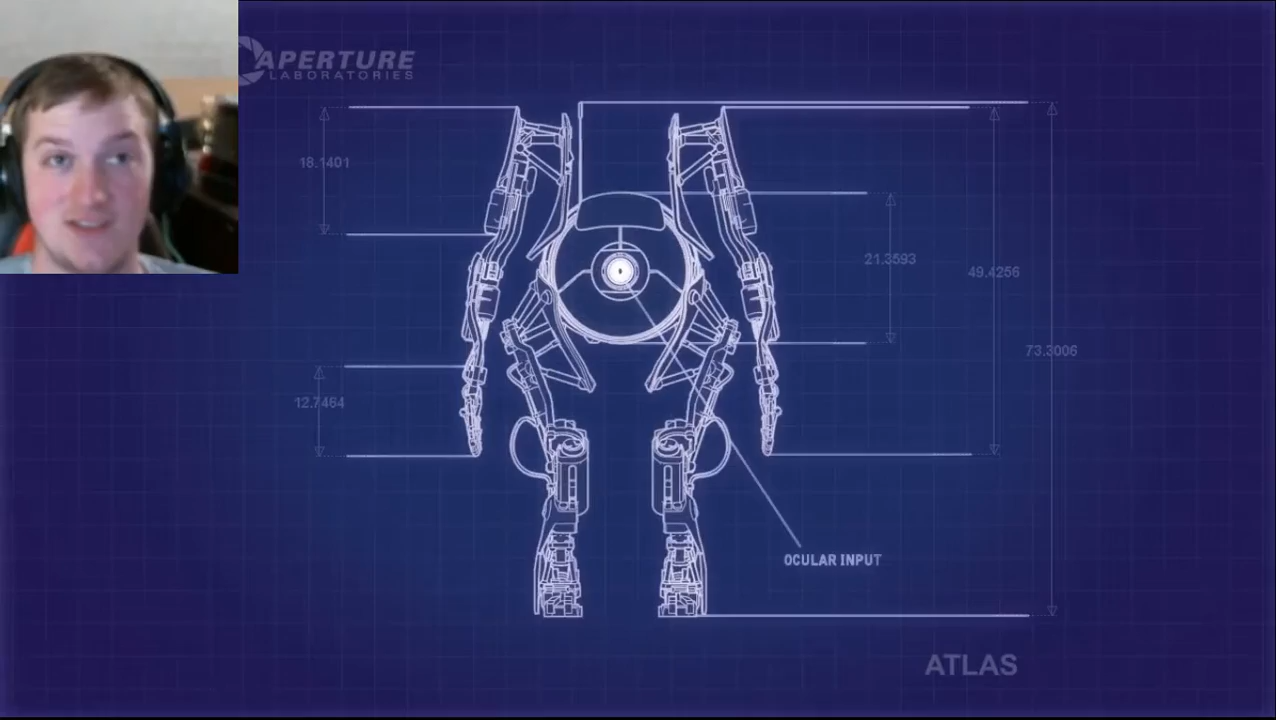 APERTURE
LABORATORIES
18.1401
21.3593
49.4256
73.3006
12.7464
OCULAR INPUT
ATLAS